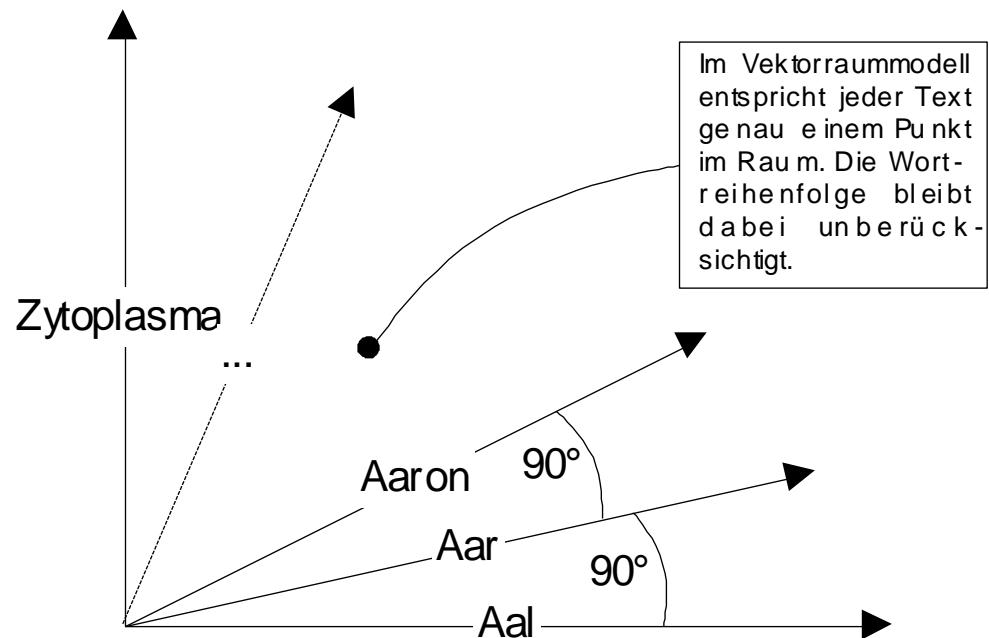 Im Vektorraummodell
entspricht jeder Text
genau einem Punkt
im Raum. Die Wort-
reihenfolge bleibt
dabei unberück-
sichtigt.
Zytoplasma
...
Aaron
90°
Aar
90°
Aal